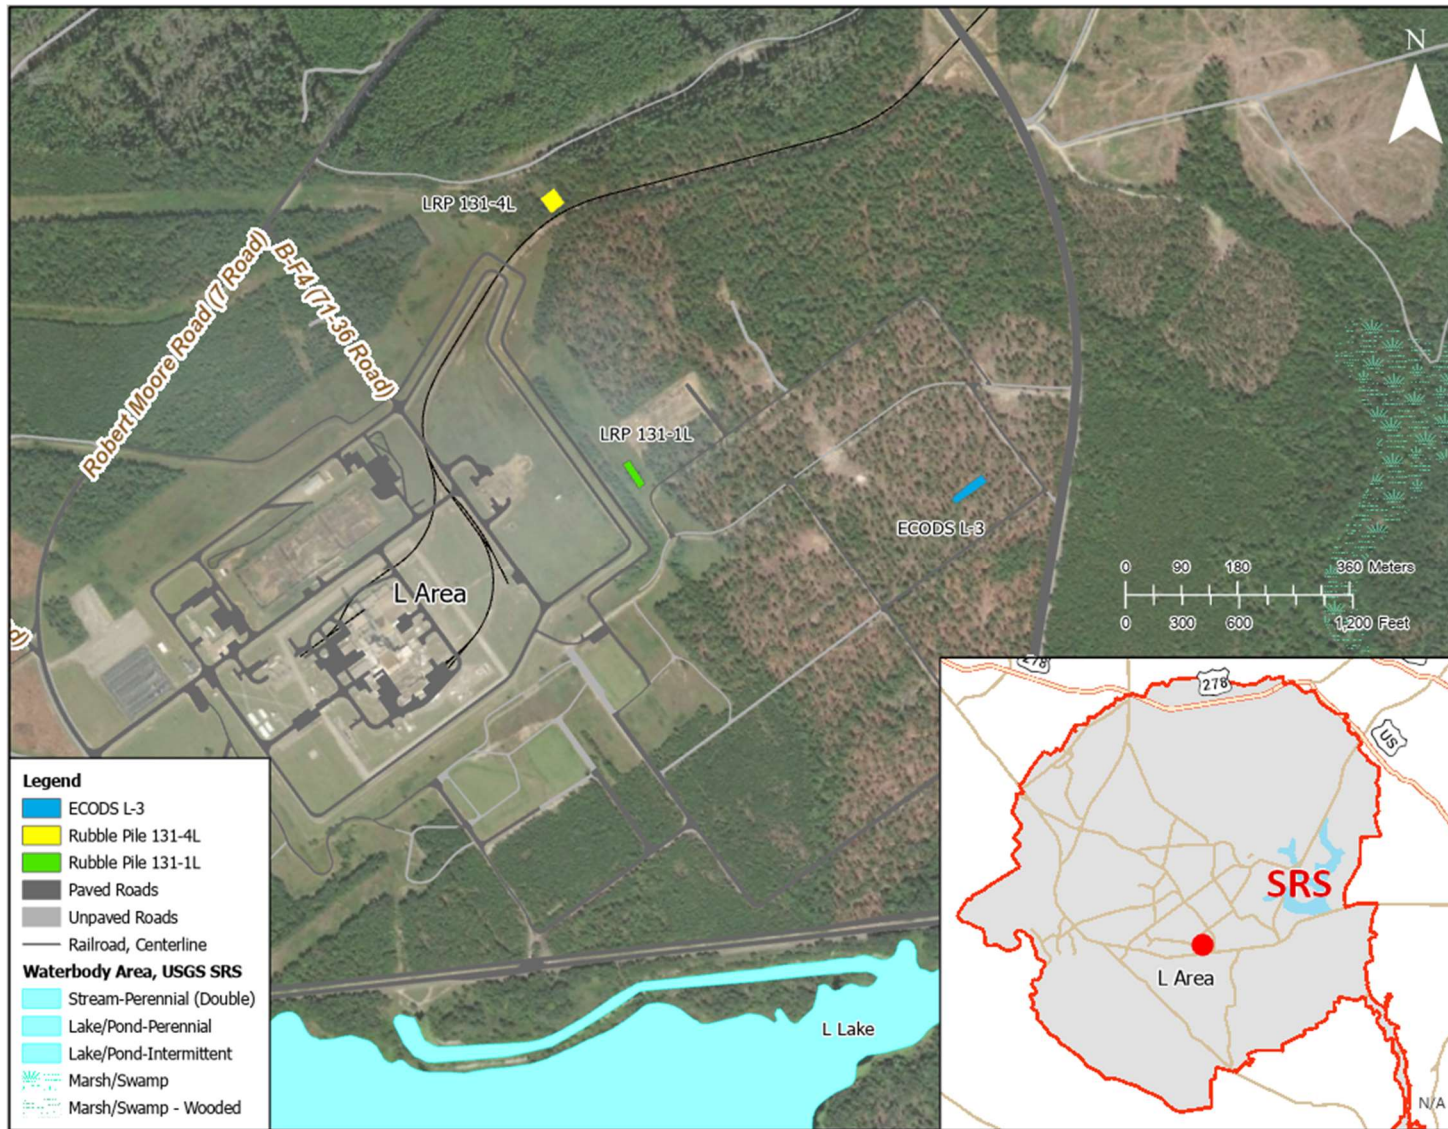 N
LRP 131-4L
Robert Moore Road (7 Road)
B-F4 (71-36 Road)
LRP 131-1L
ECODS L-3
L Area
d)
0 90 180 360 Meters
0 300 600 1,200 Feet
L Lake
Legend
ECODS L-3
Rubble Pile 131-4L
Rubble Pile 131-1L
Paved Roads
Unpaved Roads
Railroad, Centerline
Waterbody Area, USGS SRS
Stream-Perennial (Double)
Lake/Pond-Perennial
Lake/Pond-Intermittent
Marsh/Swamp
Marsh/Swamp - Wooded
278
278
US
SRS
L Area
N/A